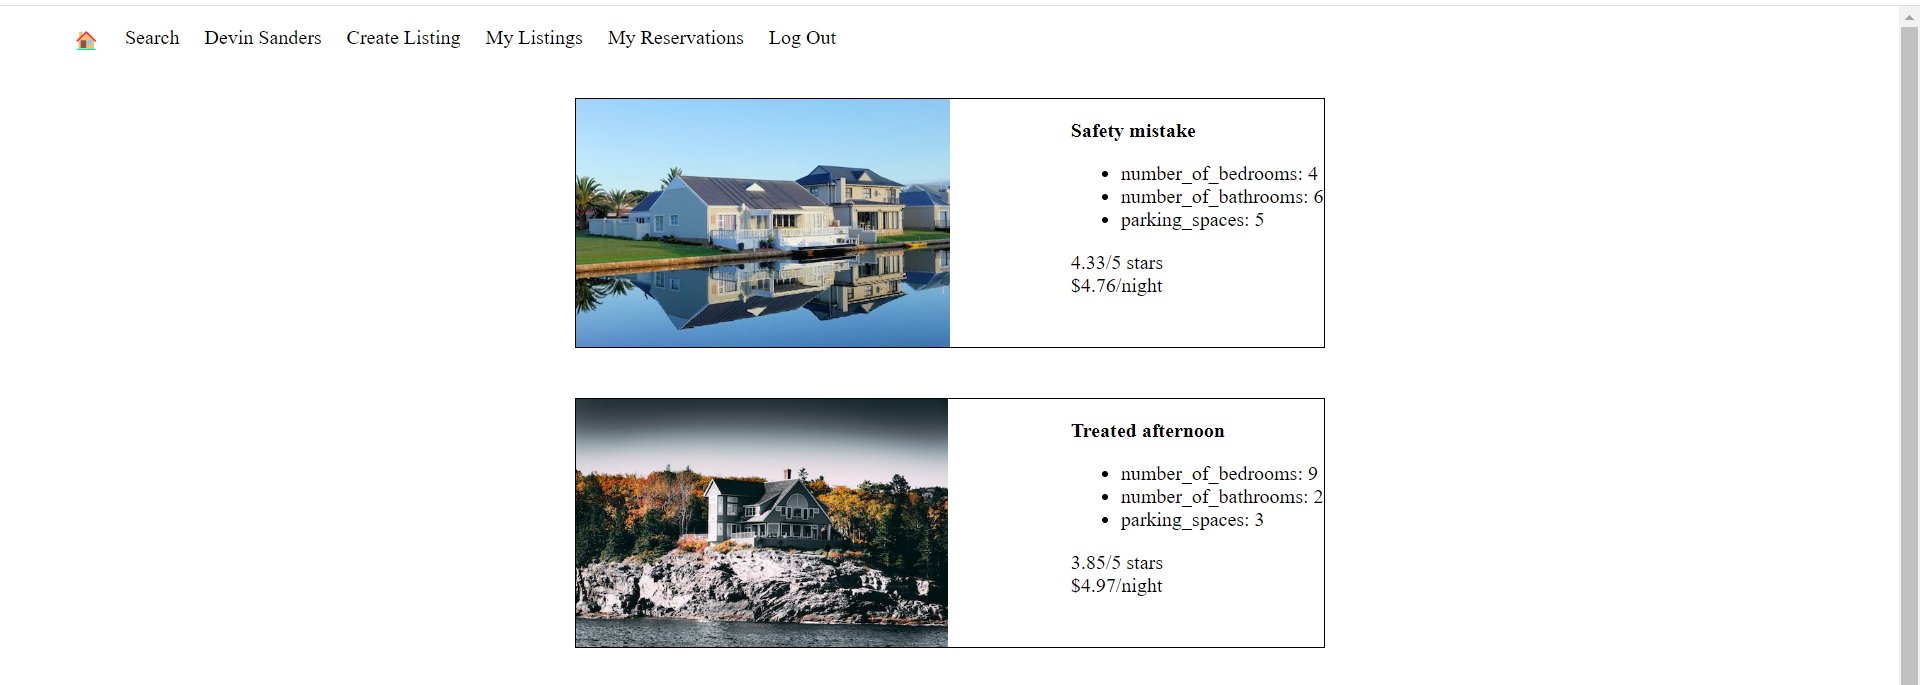 Search Devin Sanders Create Listing My Listings My Reservations Log Out
Safety mistake
number_of_bedrooms: 4
number_of_bathrooms: 6
parking_spaces: 5
4.33/5 stars
$4.76/night
Treated afternoon
number_of_bedrooms: 9
number_of_bathrooms: 2
parking_spaces: 3
3.85/5 stars
$4.97/night